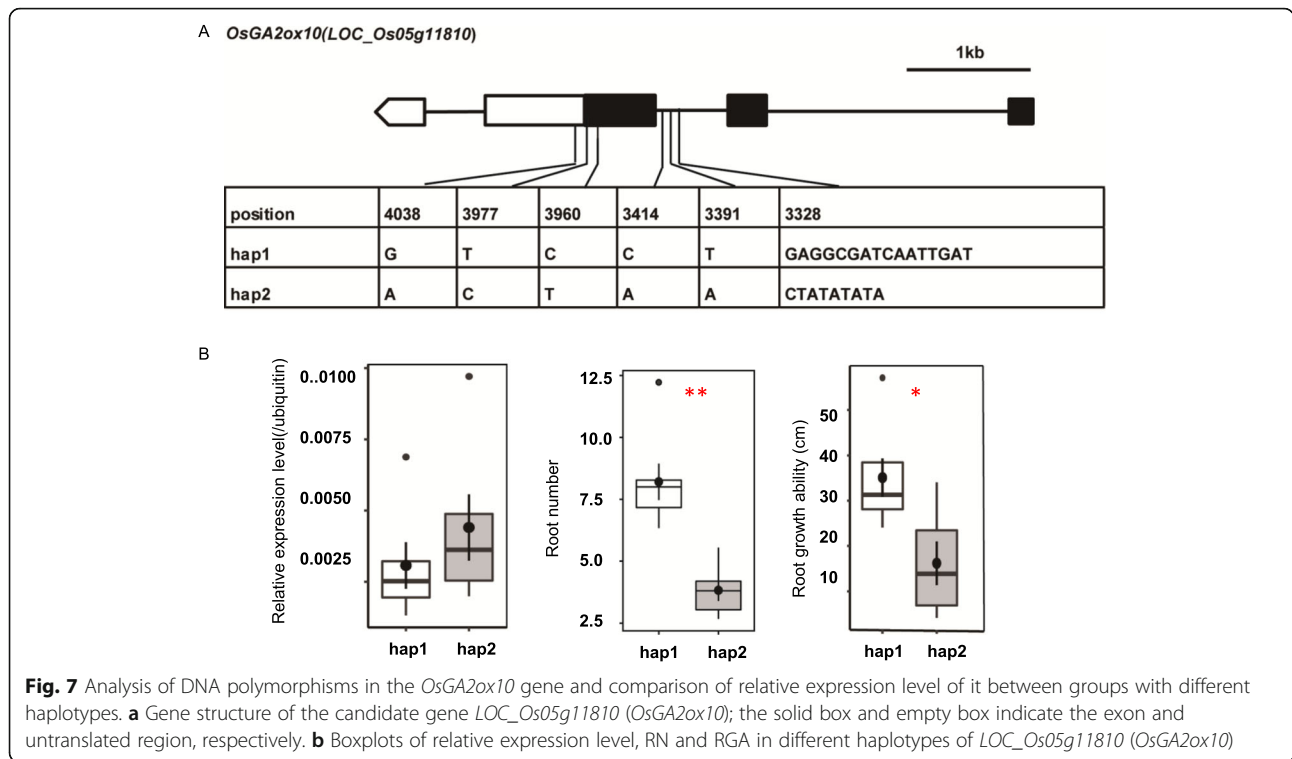 A OsGA2ox10(LOC_Os05g11810)
1kb
position 4038 3977 3960 3414 3391 3328
hap1 G T C C T GAGGCGATCAATTGAT
hap2 A C T A A CTATATATA
B
Relative expression level(/ubiquitin)
0..0100
0.0075
0.0050
0.0025
hap1 hap2
Root number
12.5
10.0
7.5
5.0
2.5
**
hap1 hap2
Root growth ability (cm)
50
40
30
20
10
*
hap1 hap2
Fig. 7 Analysis of DNA polymorphisms in the OsGA2ox10 gene and comparison of relative expression level of it between groups with different
haplotypes. a Gene structure of the candidate gene LOC_Os05g11810 (OsGA2ox10); the solid box and empty box indicate the exon and
untranslated region, respectively. b Boxplots of relative expression level, RN and RGA in different haplotypes of LOC_Os05g11810 (OsGA2ox10)